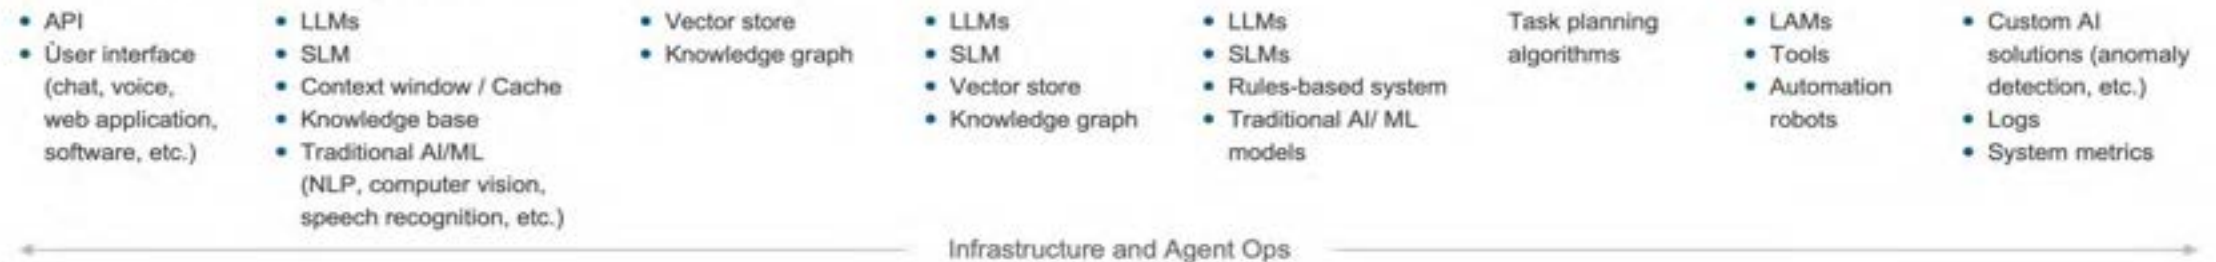 • API
• User interface
(chat, voice,
web application,
software, etc.)
• LLMs
• SLM
• Context window / Cache
• Knowledge base
• Traditional AI/ML
(NLP, computer vision,
speech recognition, etc.)
• Vector store
• Knowledge graph
• LLMs
• SLM
• Vector store
• Knowledge graph
• LLMs
• SLMs
• Rules-based system
• Traditional AI/ ML
models
Task planning
algorithms
• LAMs
• Tools
• Automation
robots
• Custom AI
solutions (anomaly
detection, etc.)
• Logs
• System metrics
Infrastructure and Agent Ops